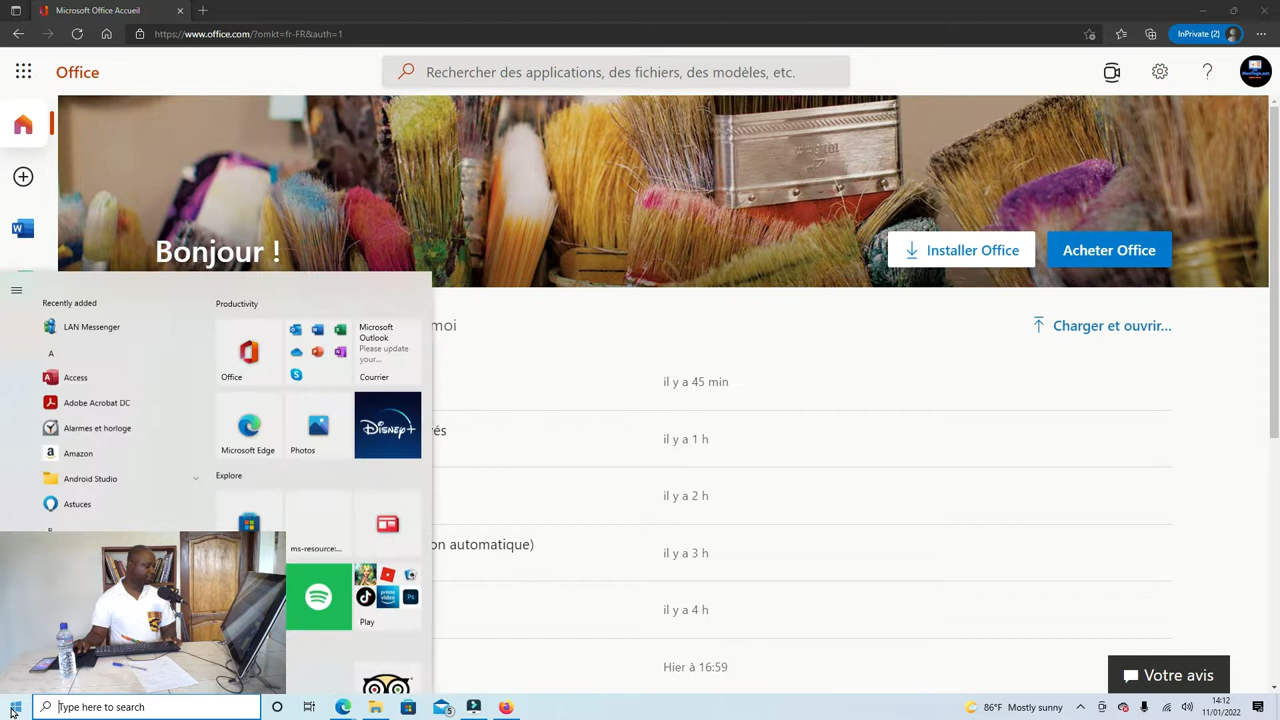 Microsoft Office Accueil
https://www.office.com/?omkt=fr-FR&auth=1
InPrivate (2)
Office
Rechercher des applications, des fichiers, des modèles, etc.
Bonjour !
Installer Office
Acheter Office
moi
Charger et ouvrir...
il y a 45 min
és
il y a 1 h
il y a 2 h
on automatique)
il y a 3 h
il y a 4 h
Hier à 16:59
Votre avis
Recently added
LAN Messenger
A
Access
Adobe Acrobat DC
Alarmes et horloge
a Amazon
Android Studio
Astuces
Productivity
Office
Microsoft
Outlook
Please update
your...
Courrier
Microsoft Edge
Photos
Disney+
Explore
ms-resource:...
Play
Type here to search
5
86°F Mostly sunny
14:12
11/01/2022